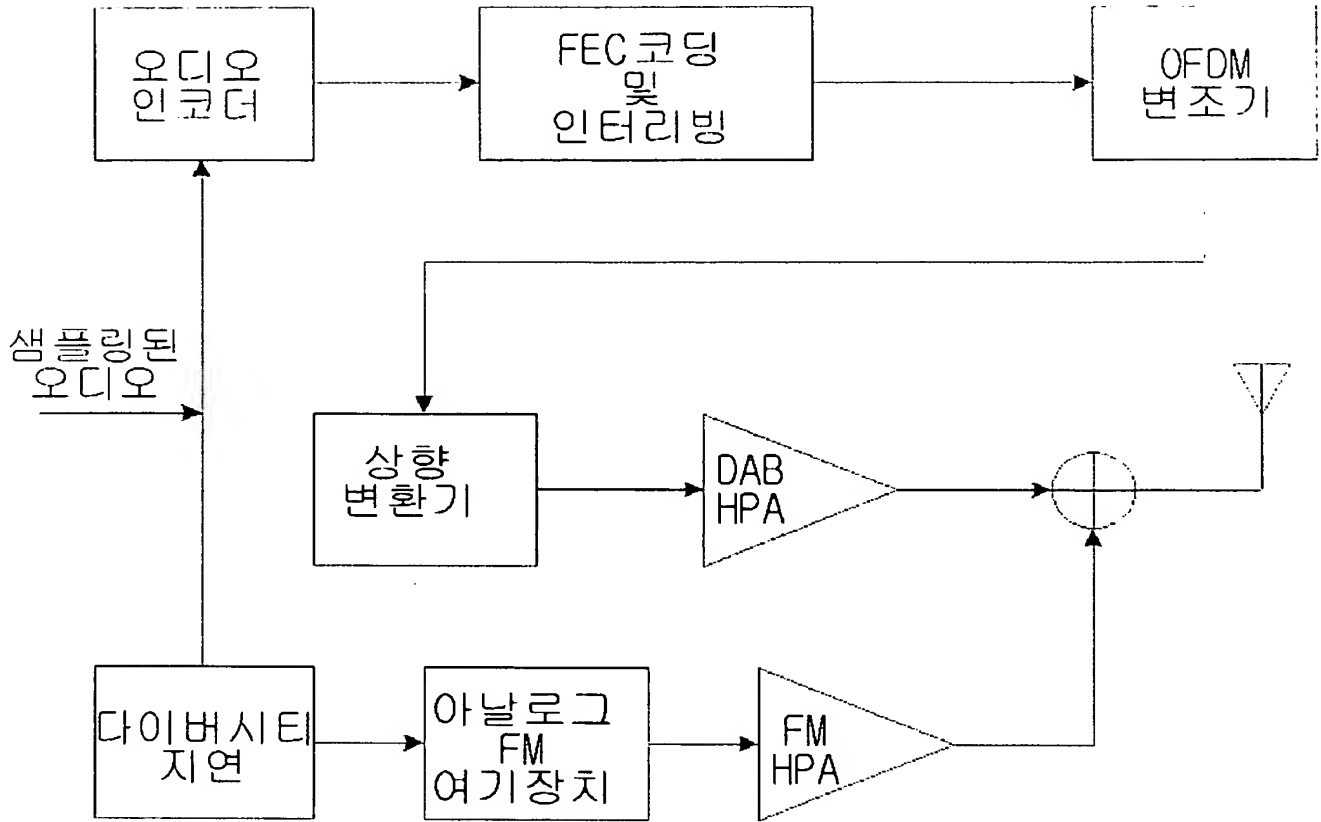 오디오
인코더
FEC코딩
및
인터리빙
OFDM
변조기
샘플링된
오디오
상향
변환기
DAB
HPA
다이버시티
지연
아날로그
FM
여기장치
FM
HPA